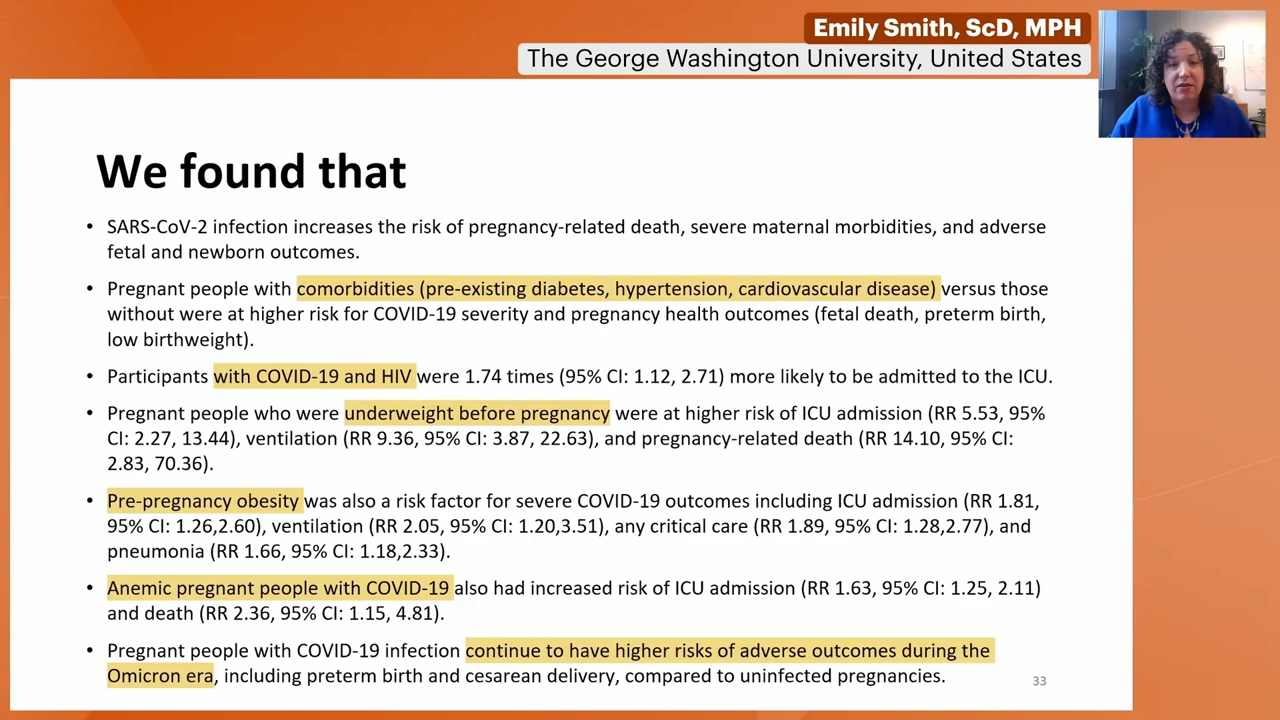 Emily Smith, ScD, MPH
The George Washington University, United States
We found that
• SARS-CoV-2 infection increases the risk of pregnancy-related death, severe maternal morbidities, and adverse
fetal and newborn outcomes.
• Pregnant people with comorbidities (pre-existing diabetes, hypertension, cardiovascular disease) versus those
without were at higher risk for COVID-19 severity and pregnancy health outcomes (fetal death, preterm birth,
low birthweight).
• Participants with COVID-19 and HIV were 1.74 times (95% CI: 1.12, 2.71) more likely to be admitted to the ICU.
• Pregnant people who were underweight before pregnancy were at higher risk of ICU admission (RR 5.53, 95%
CI: 2.27, 13.44), ventilation (RR 9.36, 95% CI: 3.87, 22.63), and pregnancy-related death (RR 14.10, 95% CI:
2.83, 70.36).
• Pre-pregnancy obesity was also a risk factor for severe COVID-19 outcomes including ICU admission (RR 1.81,
95% CI: 1.26,2.60), ventilation (RR 2.05, 95% CI: 1.20,3.51), any critical care (RR 1.89, 95% CI: 1.28,2.77), and
pneumonia (RR 1.66, 95% CI: 1.18,2.33).
• Anemic pregnant people with COVID-19 also had increased risk of ICU admission (RR 1.63, 95% CI: 1.25, 2.11)
and death (RR 2.36, 95% CI: 1.15, 4.81).
• Pregnant people with COVID-19 infection continue to have higher risks of adverse outcomes during the
Omicron era, including preterm birth and cesarean delivery, compared to uninfected pregnancies.
33